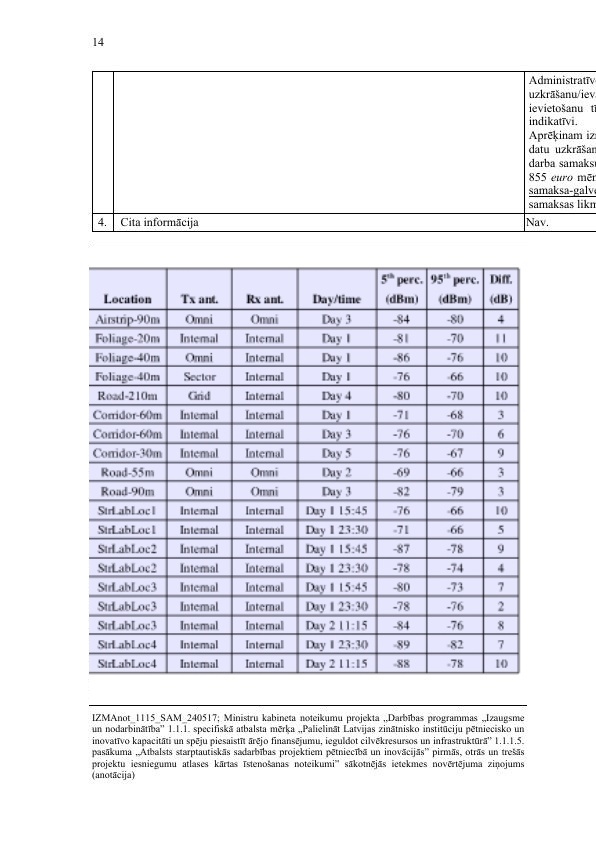 14
Administratīv
uzkrāšanu/iev
ievietošanu tī
indikatīvi.
Aprēķinam iz
datu uzkrāšan
darba samaksu
855 euro mēn
samaksa-galve
samaksas likm
4. Cita informācija Nav.
5th perc. 95th perc. Diff.
Location Tx ant. Rx ant. Day/time (dBm) (dBm) (dB)
Airstrip-90m Omni Omni Day 3 -84 -80 4
Foliage-20m Internal Internal Day 1 -81 -70 11
Foliage-40m Omni Internal Day 1 -86 -76 10
Foliage-40m Sector Internal Day 1 -76 -66 10
Road-210m Grid Internal Day 4 -80 -70 10
Corridor-60m Internal Internal Day 1 -71 -68 3
Corridor-60m Internal Internal Day 3 -76 -70 6
Corridor-30m Internal Internal Day 5 -76 -67 9
Road-55m Omni Omni Day 2 -69 -66 3
Road-90m Omni Omni Day 3 -82 -79 3
StrLabLoc1 Internal Internal Day 1 15:45 -76 -66 10
StrLabLoc1 Internal Internal Day 1 23:30 -71 -66 5
StrLabLoc2 Internal Internal Day 1 15:45 -87 -78 9
StrLabLoc2 Internal Internal Day 1 23:30 -78 -74 4
StrLabLoc3 Internal Internal Day 1 15:45 -80 -73 7
StrLabLoc3 Internal Internal Day 1 23:30 -78 -76 2
StrLabLoc3 Internal Internal Day 2 11:15 -84 -76 8
StrLabLoc4 Internal Internal Day 1 23:30 -89 -82 7
StrLabLoc4 Internal Internal Day 2 11:15 -88 -78 10
IZMAnot_1115_SAM_240517; Ministru kabineta noteikumu projekta „Darbības programmas „Izaugsme
un nodarbinātība” 1.1.1. specifiskā atbalsta mērķa „Palielināt Latvijas zinātnisko institūciju pētniecisko un
inovatīvo kapacitāti un spēju piesaistīt ārējo finansējumu, ieguldot cilvēkresursos un infrastruktūrā” 1.1.1.5.
pasākuma „Atbalsts starptautiskās sadarbības projektiem pētniecībā un inovācijās” pirmās, otrās un trešās
projektu iesniegumu atlases kārtas īstenošanas noteikumi” sākotnējās ietekmes novērtējuma ziņojums
(anotācija)